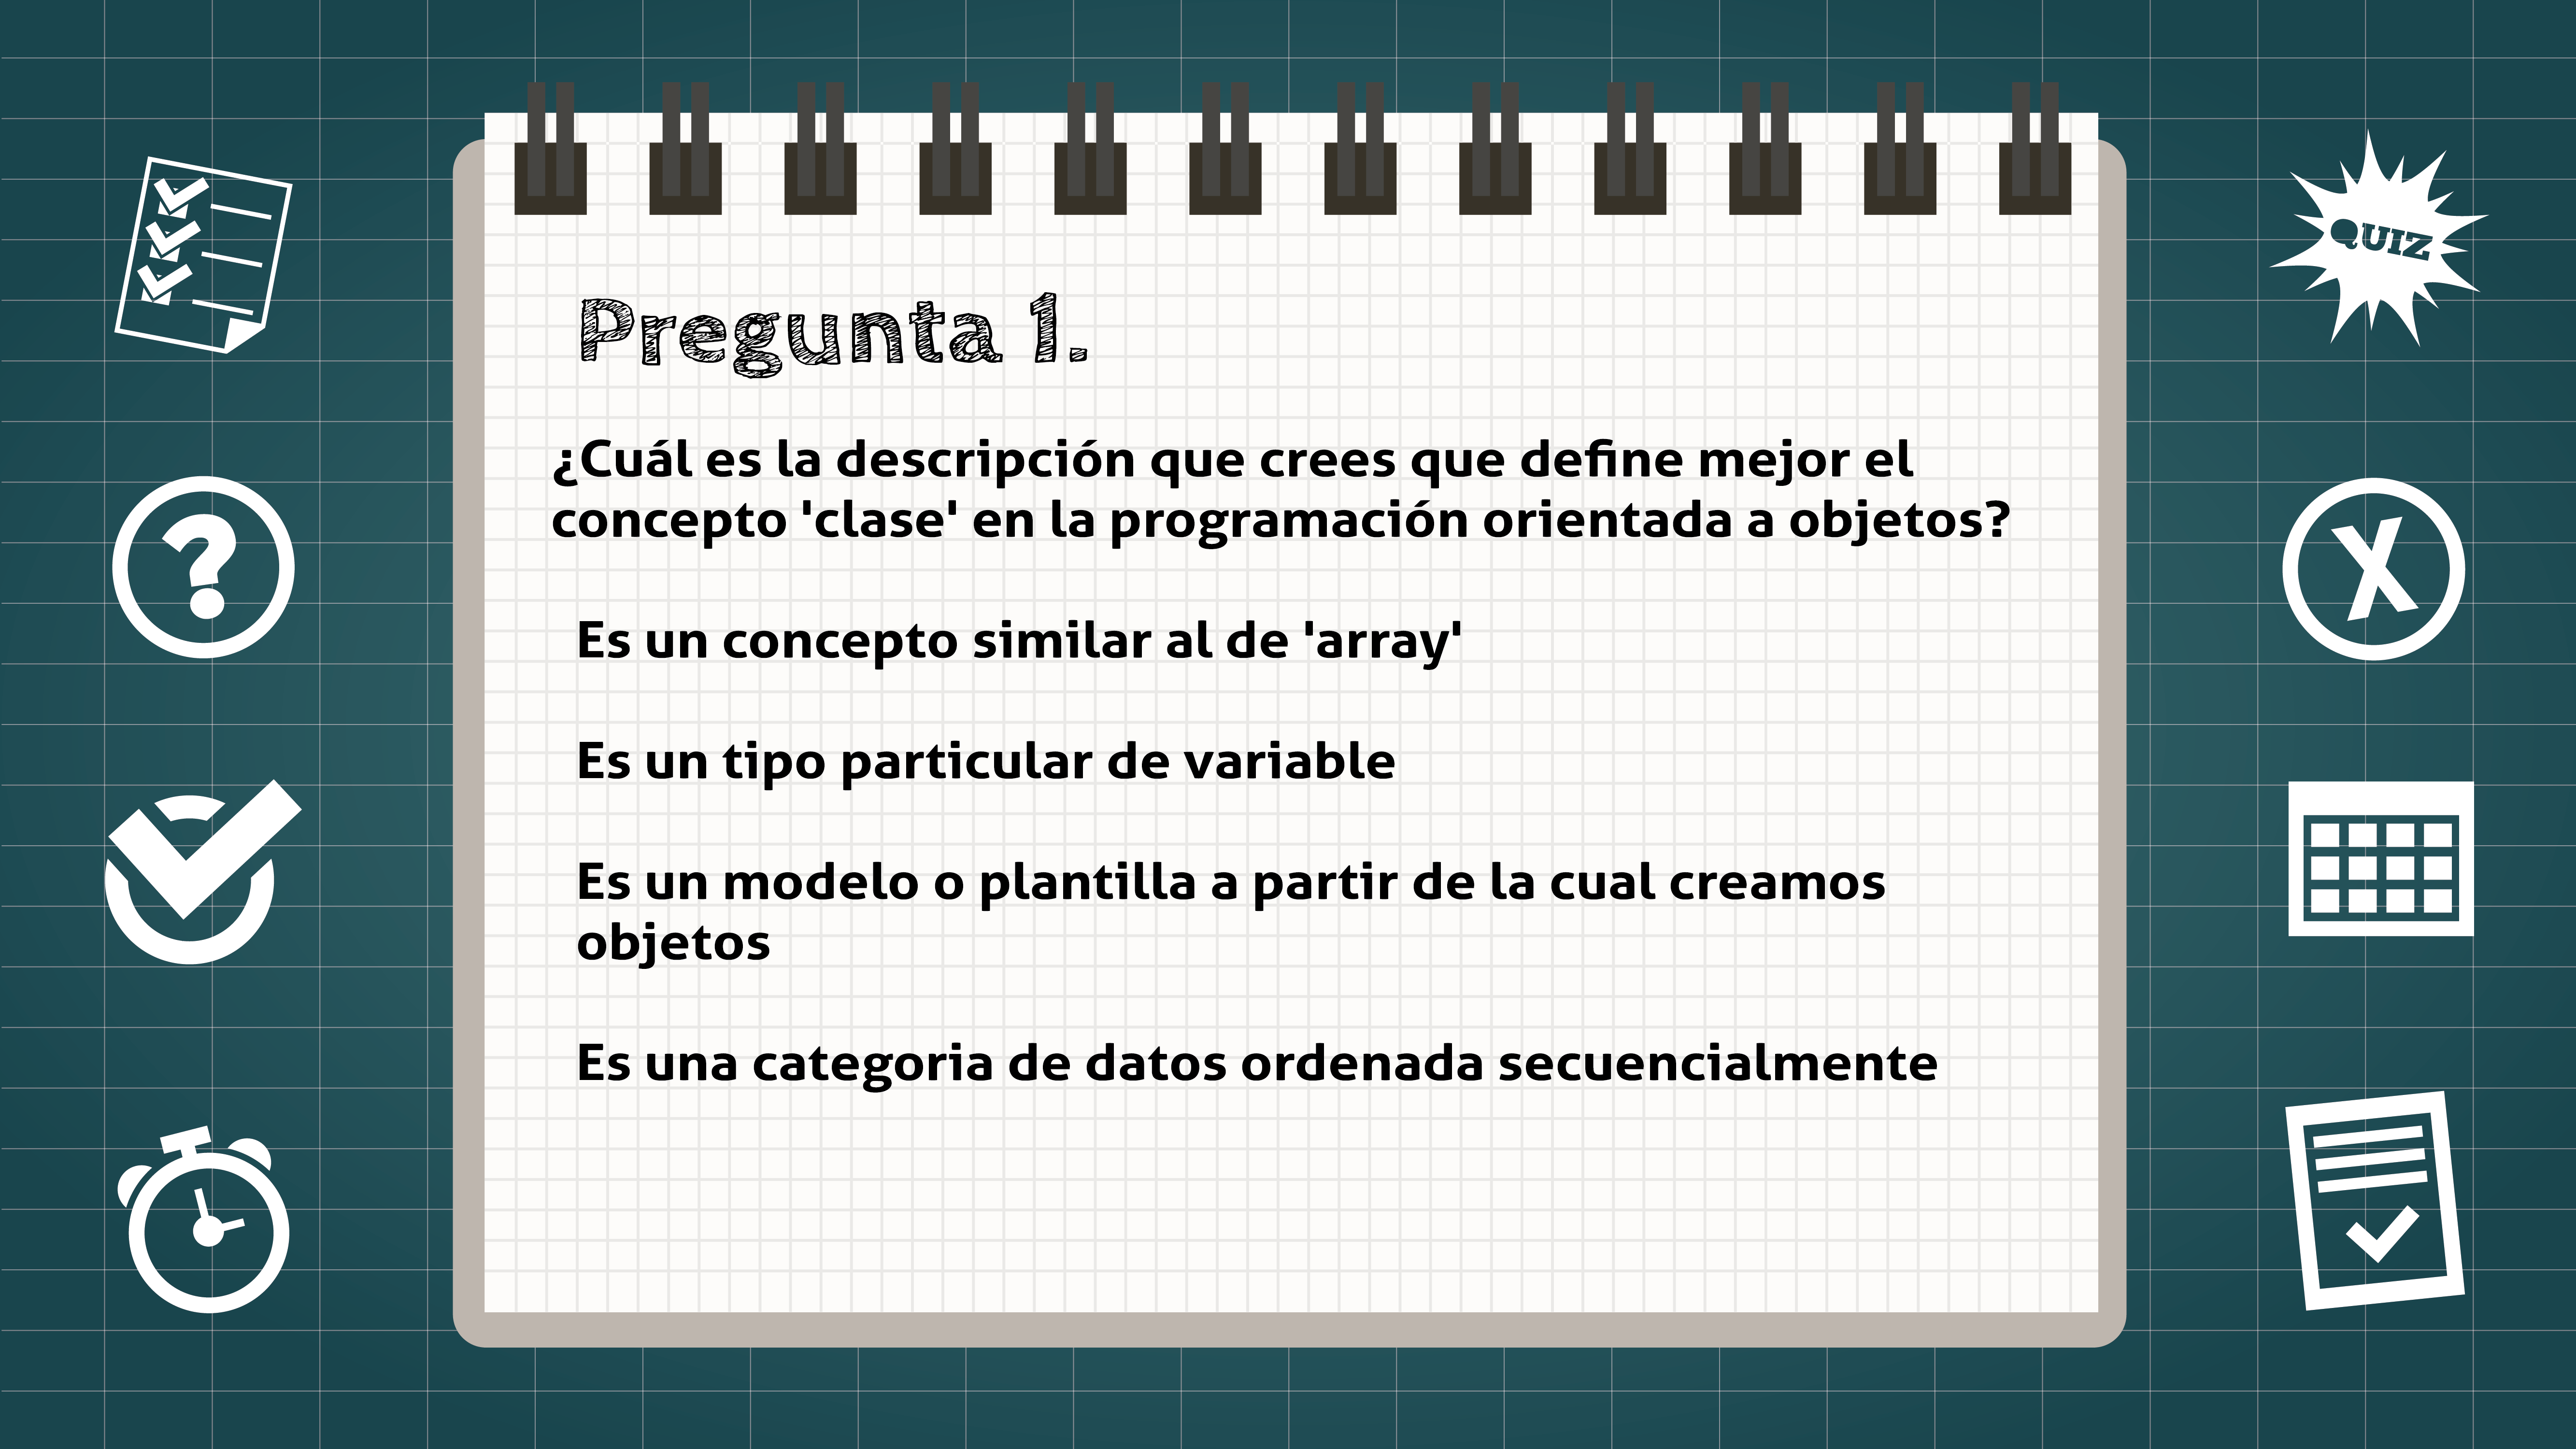 QUIZ
Pregunta 1.
¿Cuál es la descripción que crees que define mejor el
concepto 'clase' en la programación orientada a objetos?
Es un concepto similar al de 'array'
Es un tipo particular de variable
Es un modelo o plantilla a partir de la cual creamos
objetos
Es una categoria de datos ordenada secuencialmente